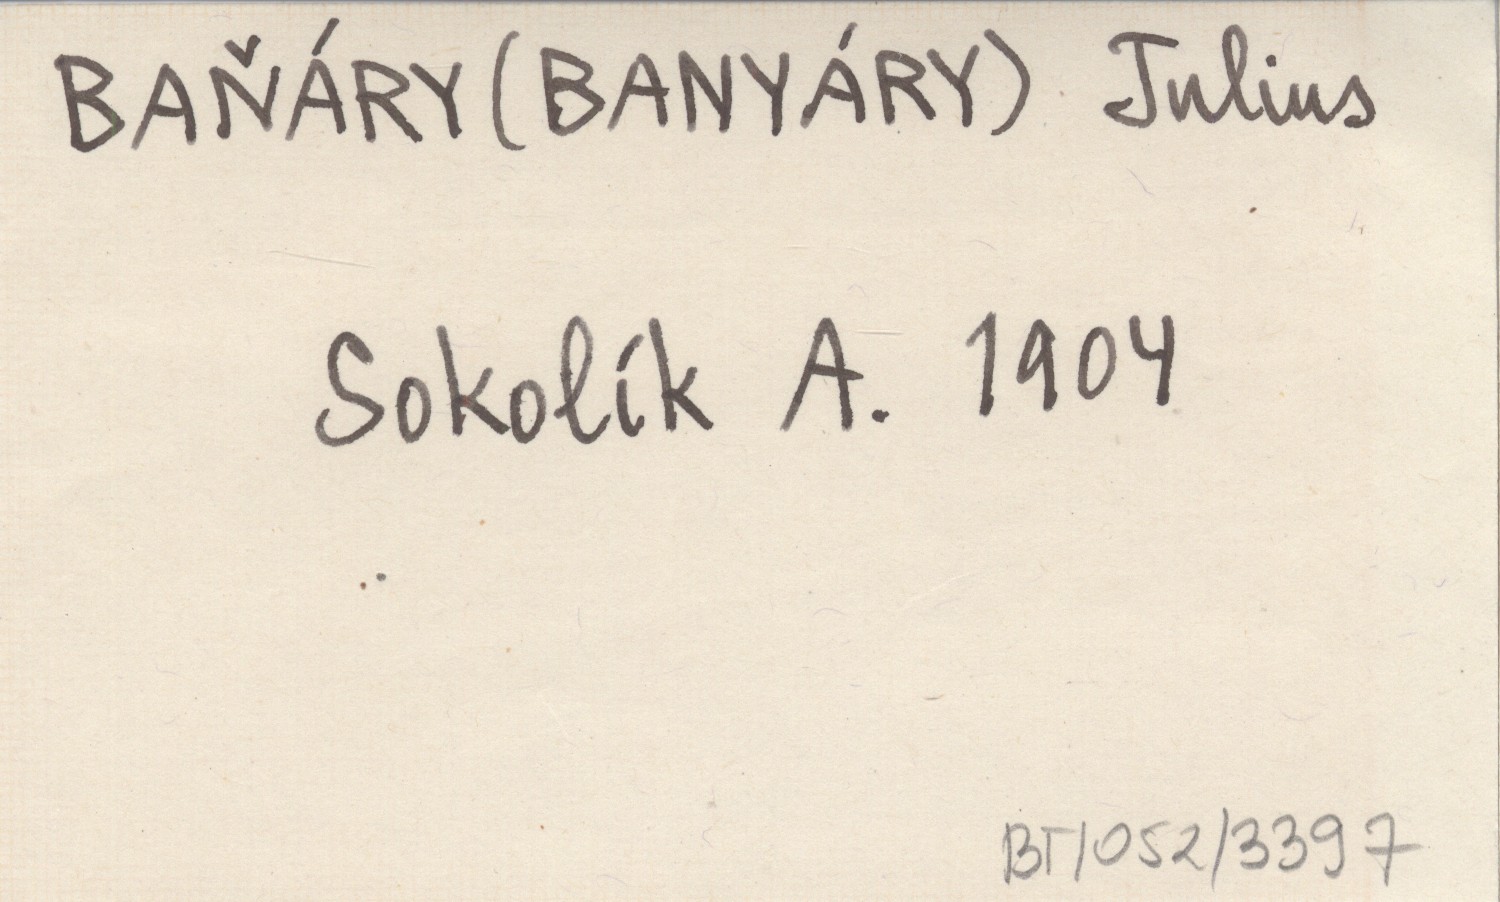 BAŇÁRY (BANYÁRY) Julius
Sokolík A. 1904
BT/052/3397